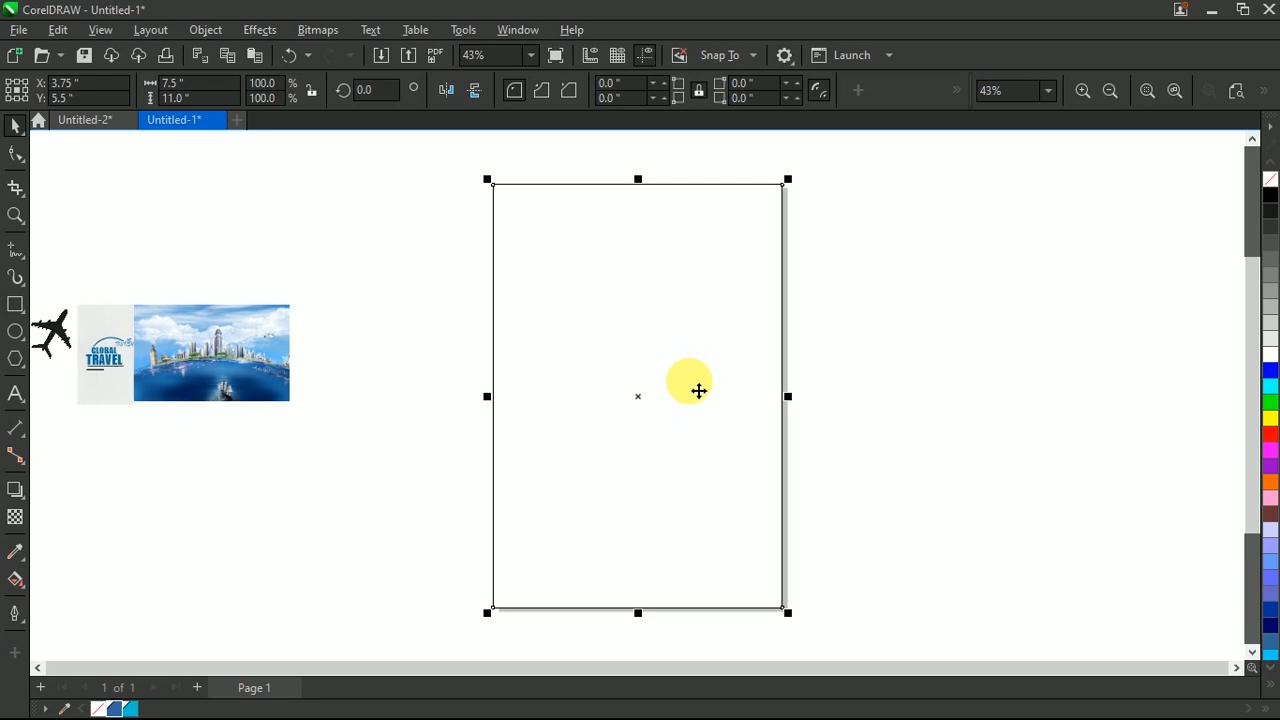 CorelDRAW - Untitled-1*
File Edit View Layout Object Effects Bitmaps Text Table Tools Window Help
PDF 43% Snap To Launch
X: 3.75 " 7.5 " 100.0 % 0.0 0.0 " 0.0 " 43%
Y: 5.5 " 11.0 " 100.0 % 0.0 " 0.0 "
Untitled-2* Untitled-1*
GLOBAL
TRAVEL
1 of 1 Page 1